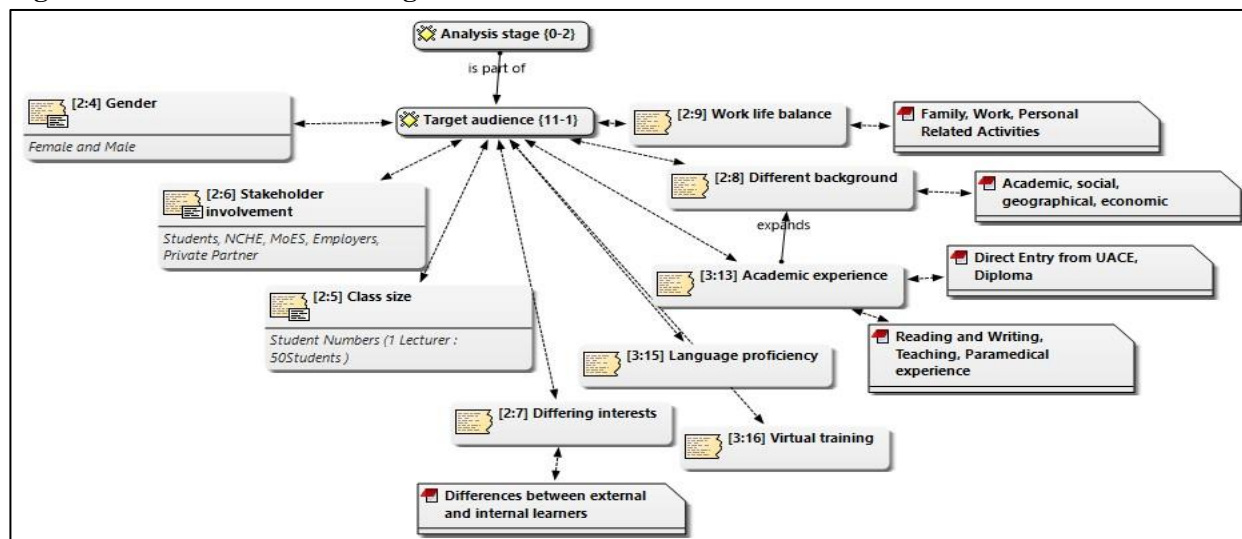 Analysis stage {0-2}
is part of
[2:4] Gender
Female and Male
Target audience {11-1}
[2:9] Work life balance
Family, Work, Personal
Related Activities
[2:8] Different background
Academic, social,
geographical, economic
[2:6] Stakeholder
involvement
Students, NCHE, MoES, Employers,
Private Partner
expands
[3:13] Academic experience
Direct Entry from UACE,
Diploma
[2:5] Class size
Student Numbers (1 Lecturer :
50Students )
Reading and Writing,
Teaching, Paramedical
experience
[3:15] Language proficiency
[2:7] Differing interests
[3:16] Virtual training
Differences between external
and internal learners